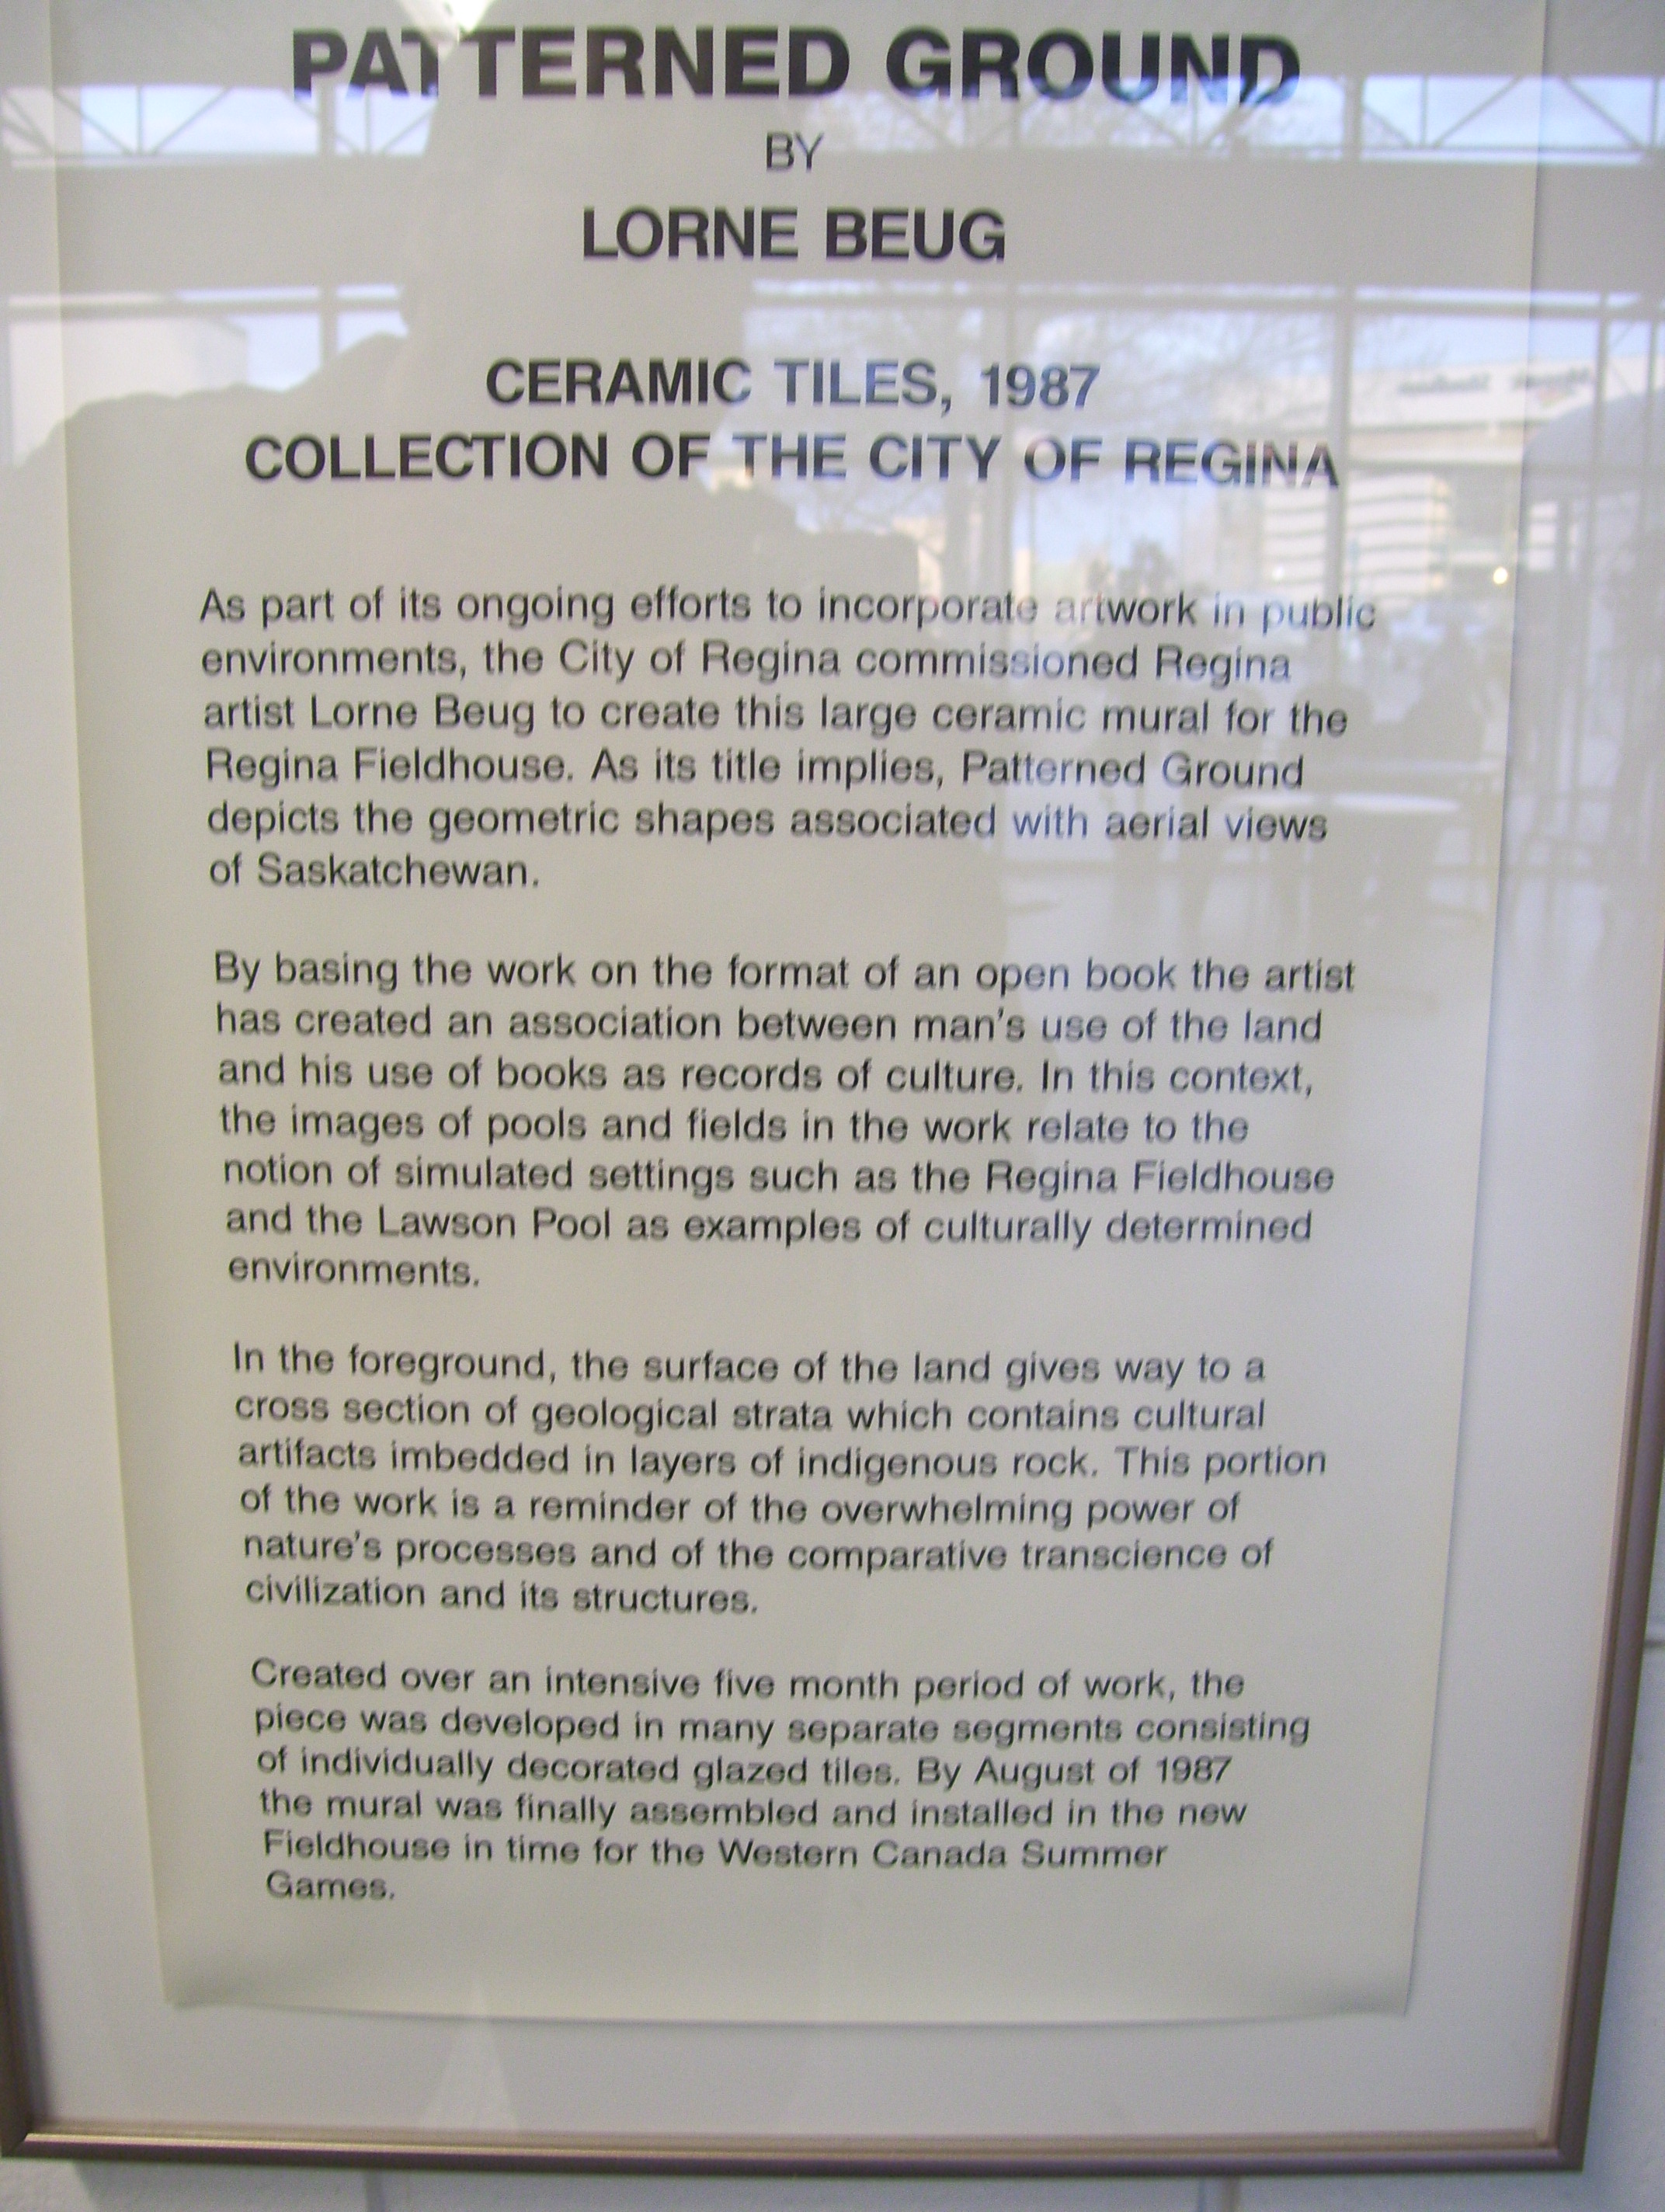 PATTERNED GROUND
BY
LORNE BEUG
CERAMIC TILES, 1987
COLLECTION OF THE CITY OF REGINA
As part of its ongoing efforts to incorporate artwork in public
environments, the City of Regina commissioned Regina
artist Lorne Beug to create this large ceramic mural for the
Regina Fieldhouse. As its title implies, Patterned Ground
depicts the geometric shapes associated with aerial views
of Saskatchewan.
By basing the work on the format of an open book the artist
has created an association between man's use of the land
and his use of books as records of culture. In this context,
the images of pools and fields in the work relate to the
notion of simulated settings such as the Regina Fieldhouse
and the Lawson Pool as examples of culturally determined
environments.
In the foreground, the surface of the land gives way to a
cross section of geological strata which contains cultural
artifacts imbedded in layers of indigenous rock. This portion
of the work is a reminder of the overwhelming power of
nature's processes and of the comparative transcience of
civilization and its structures.
Created over an intensive five month period of work, the
piece was developed in many separate segments consisting
of individually decorated glazed tiles. By August of 1987
the mural was finally assembled and installed in the new
Fieldhouse in time for the Western Canada Summer
Games.